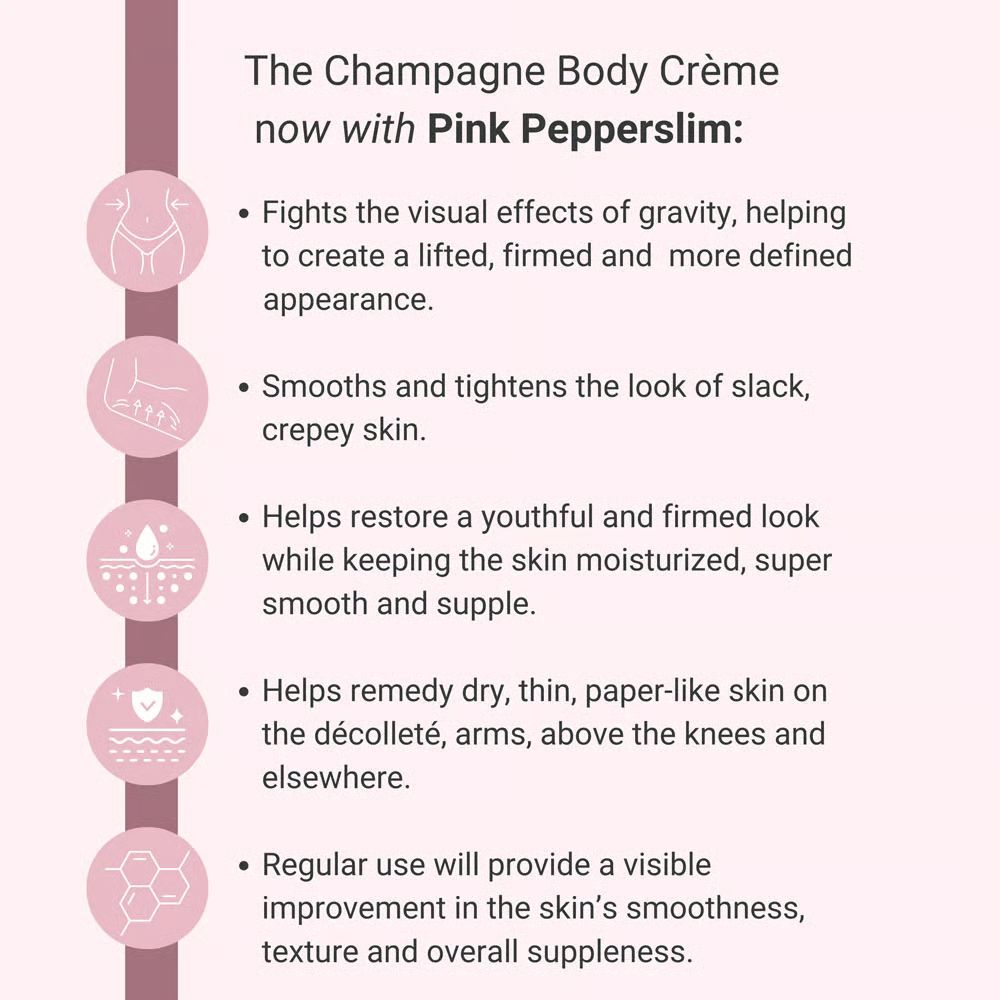 The Champagne Body Crème
now with Pink Pepperslim:
• Fights the visual effects of gravity, helping
to create a lifted, firmed and  more defined
appearance.
• Smooths and tightens the look of slack,
crepey skin.
• Helps restore a youthful and firmed look
while keeping the skin moisturized, super
smooth and supple.
• Helps remedy dry, thin, paper-like skin on
the décolleté, arms, above the knees and
elsewhere.
• Regular use will provide a visible
improvement in the skin’s smoothness,
texture and overall suppleness.